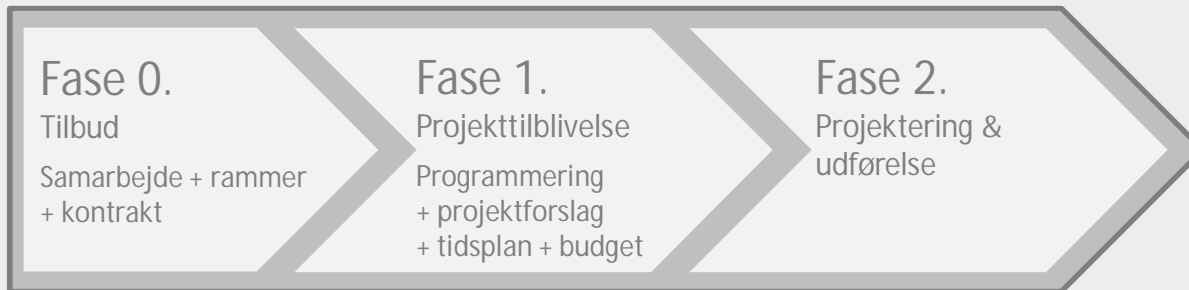 Fase 0.
Tilbud
Samarbejde + rammer
+ kontrakt
Fase 1.
Projekttilblivelse
Programmering
+ projektforslag
+ tidsplan + budget
Fase 2.
Projektering &
udførelse